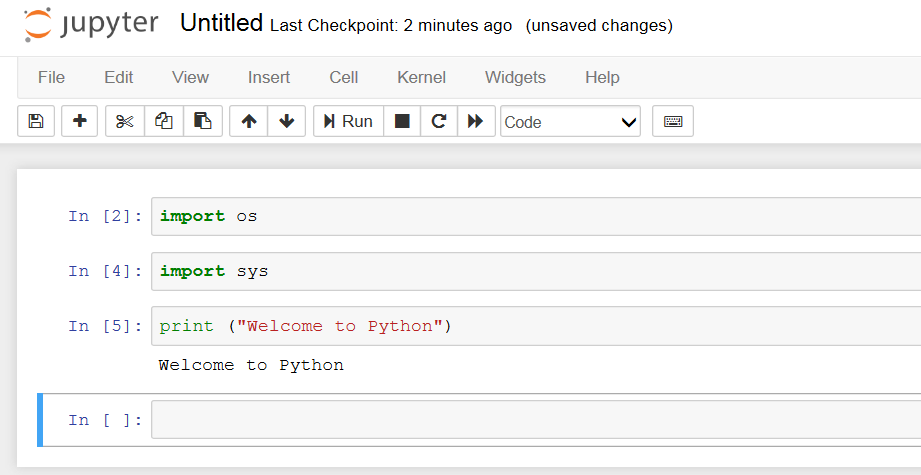 jupyter Untitled Last Checkpoint: 2 minutes ago (unsaved changes)
File Edit View Insert Cell Kernel Widgets Help
Run Code
In [2]: import os
In [4]: import sys
In [5]: print ("Welcome to Python")
Welcome to Python
In [ ]: